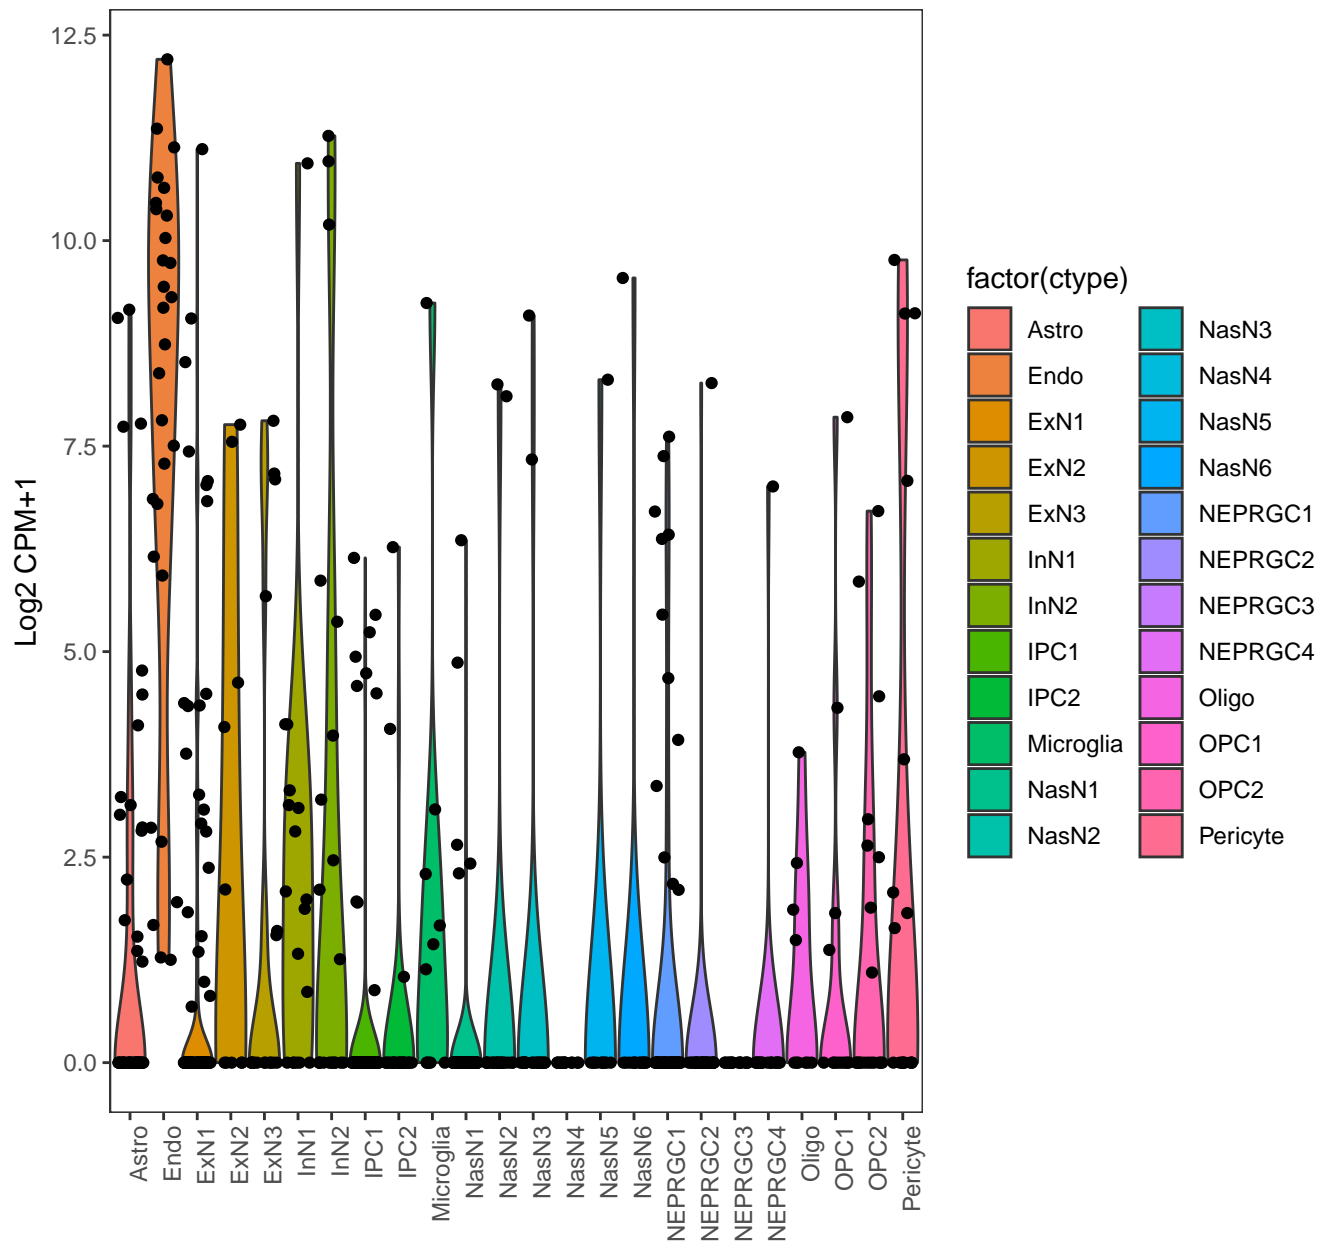 12.5
10.0
7.5
5.0
2.5
0.0
Log2 CPM+1
Astro
Endo
ExN1
ExN2
ExN3
InN1
InN2
IPC1
IPC2
Microglia
NasN1
NasN2
NasN3
NasN4
NasN5
NasN6
NEPRGC1
NEPRGC2
NEPRGC3
NEPRGC4
Oligo
OPC1
OPC2
Pericyte
factor(ctype)
Astro
Endo
ExN1
ExN2
ExN3
InN1
InN2
IPC1
IPC2
Microglia
NasN1
NasN2
NasN3
NasN4
NasN5
NasN6
NEPRGC1
NEPRGC2
NEPRGC3
NEPRGC4
Oligo
OPC1
OPC2
Pericyte